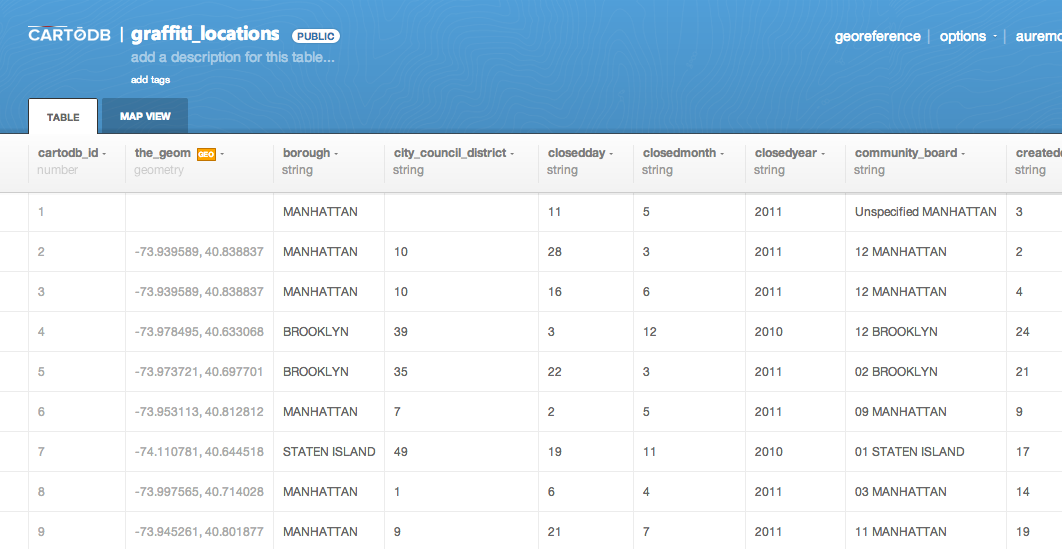 CARTODB | graffiti_locations PUBLIC
georeference | options | auremo
add a description for this table...
add tags
TABLE MAP VIEW
cartodb_id the_geom GEO borough city_council_district closedday closedmonth closedyear community_board created
number geometry string string string string string string string
1 MANHATTAN 11 5 2011 Unspecified MANHATTAN 3
2 -73.939589, 40.838837 MANHATTAN 10 28 3 2011 12 MANHATTAN 2
3 -73.939589, 40.838837 MANHATTAN 10 16 6 2011 12 MANHATTAN 4
4 -73.978495, 40.633068 BROOKLYN 39 3 12 2010 12 BROOKLYN 24
5 -73.973721, 40.697701 BROOKLYN 35 22 3 2011 02 BROOKLYN 21
6 -73.953113, 40.812812 MANHATTAN 7 2 5 2011 09 MANHATTAN 9
7 -74.110781, 40.644518 STATEN ISLAND 49 19 11 2010 01 STATEN ISLAND 17
8 -73.997565, 40.714028 MANHATTAN 1 6 4 2011 03 MANHATTAN 14
9 -73.945261, 40.801877 MANHATTAN 9 21 7 2011 11 MANHATTAN 19